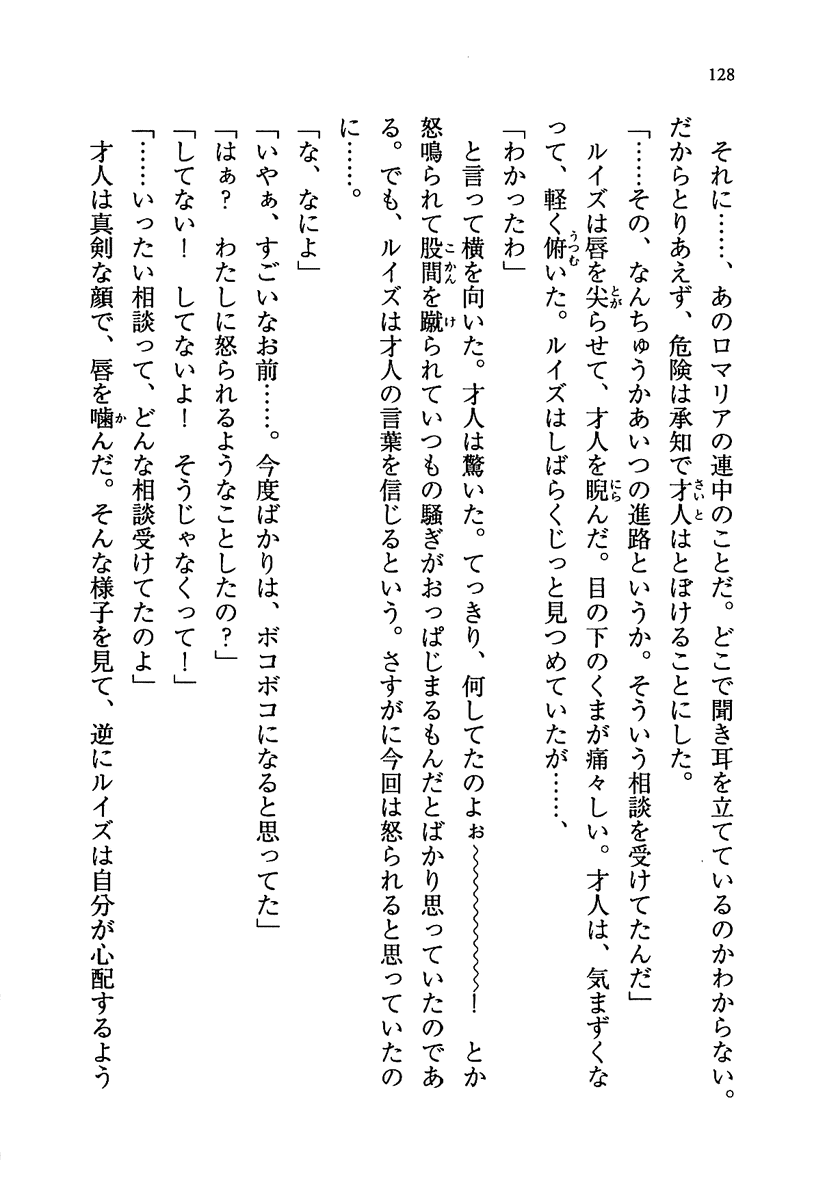 128
それに……、あのロマリアの連中のことだ。どこで聞き耳を立てているのかわからない。
だからとりあえず、危険は承知で才人はとぼけることにした。
「……その、なんちゅうかあいつの進路というか。そういう相談を受けてたんだ」
ルイズは唇を尖らせて、才人を睨んだ。目の下のくまが痛々しい。才人は、気まずくな
って、軽く俯いた。ルイズはしばらくじっと見つめていたが……、
「わかったわ」
と言って横を向いた。才人は驚いた。てっきり、何してたのよぉ〜〜〜〜〜〜〜！　とか
怒鳴られて股間を蹴られていつもの騒ぎがおっぱじまるもんだとばかり思っていたのであ
る。でも、ルイズは才人の言葉を信じるという。さすがに今回は怒られると思っていたの
に……。
「な、なによ」
「いやぁ、すごいなお前……。今度ばかりは、ボコボコになると思ってた」
「はぁ？　わたしに怒られるようなことしたの？」
「してない！　してないよ！　そうじゃなくって！」
「……いったい相談って、どんな相談受けてたのよ」
才人は真剣な顔で、唇を噛んだ。そんな様子を見て、逆にルイズは自分が心配するよう